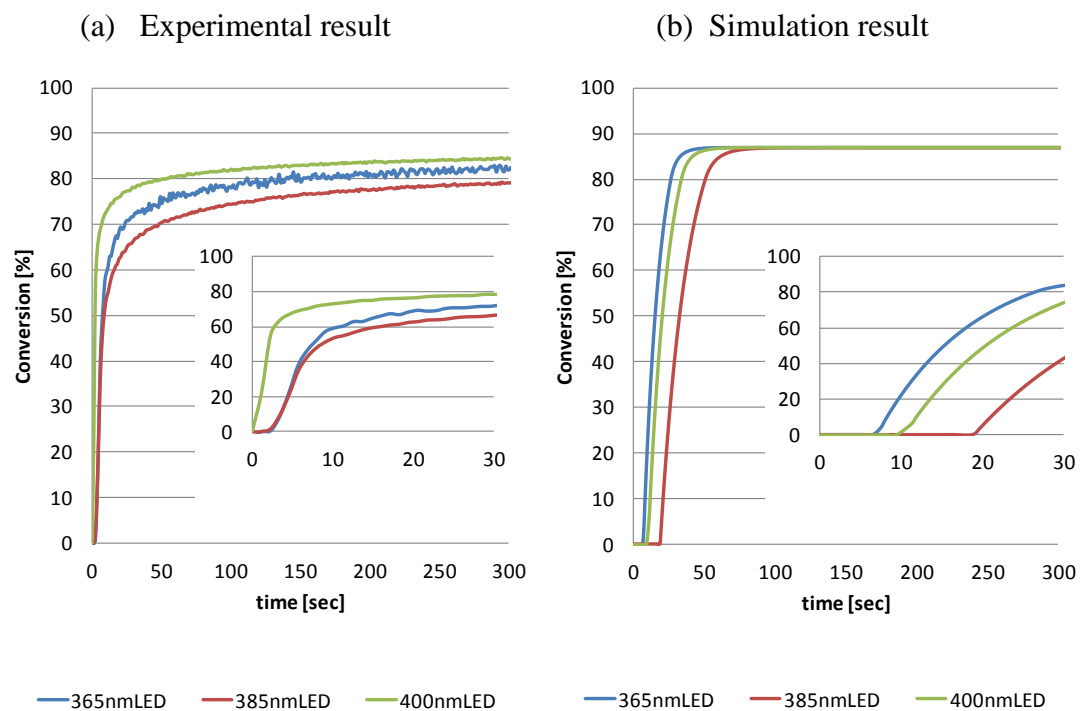 (a) Experimental result
100
90
80
70
60
50
40
30
20
10
0
Conversion [%]
0 50 100 150 200 250 300
time [sec]
100
80
60
40
20
0
0 10 20 30
365nmLED 385nmLED 400nmLED
(b) Simulation result
100
90
80
70
60
50
40
30
20
10
0
Conversion [%]
0 50 100 150 200 250 300
time [sec]
100
80
60
40
20
0
0 10 20 30
365nmLED 385nmLED 400nmLED